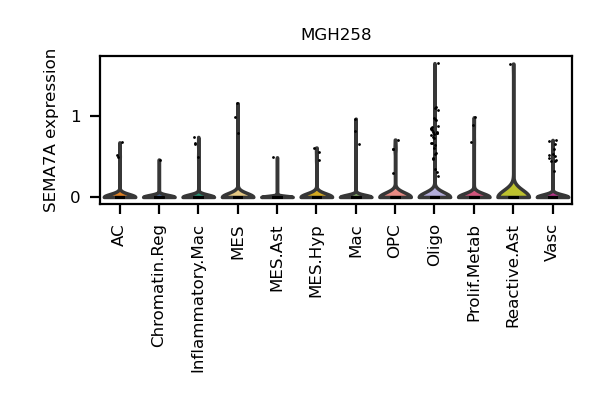 MGH258
SEMA7A expression
1
0
AC
Chromatin.Reg
Inflammatory.Mac
MES
MES.Ast
MES.Hyp
Mac
OPC
Oligo
Prolif.Metab
Reactive.Ast
Vasc